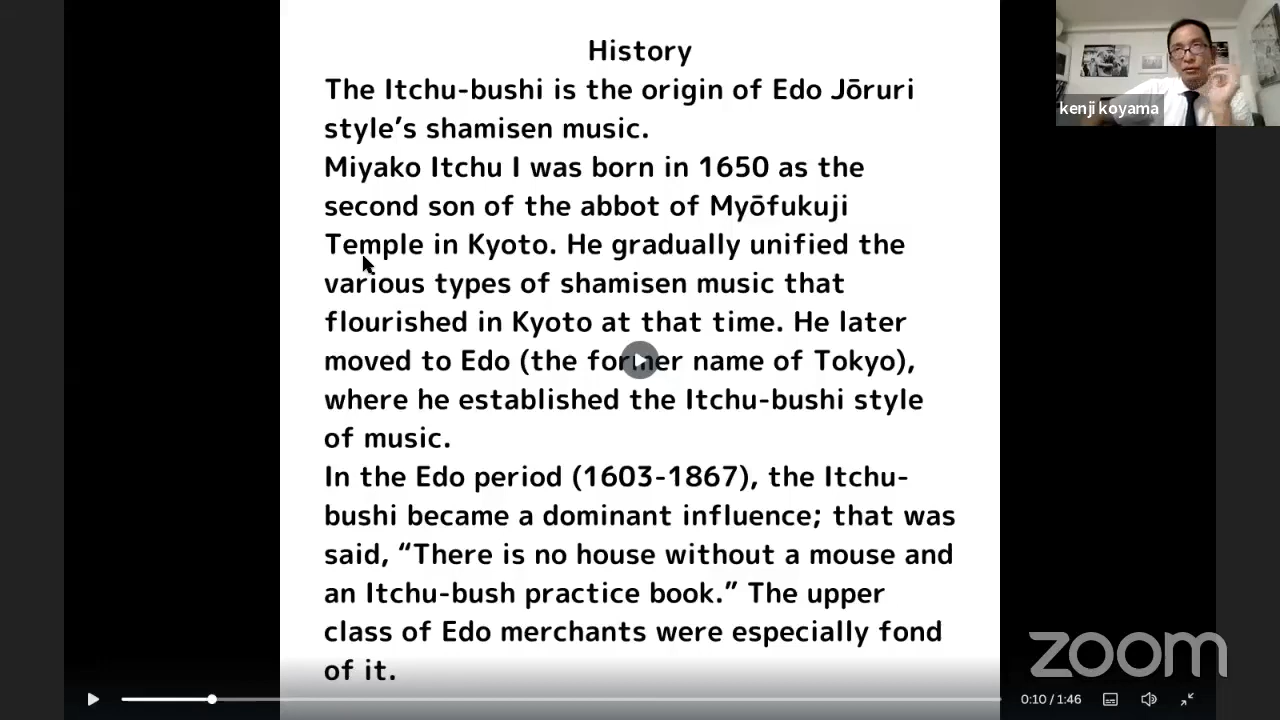 History
The Itchu-bushi is the origin of Edo Jōruri
style’s shamisen music.
Miyako Itchu I was born in 1650 as the
second son of the abbot of Myōfukuji
Temple in Kyoto. He gradually unified the
various types of shamisen music that
flourished in Kyoto at that time. He later
moved to Edo (the former name of Tokyo),
where he established the Itchu-bushi style
of music.
In the Edo period (1603-1867), the Itchu-
bushi became a dominant influence; that was
said, “There is no house without a mouse and
an Itchu-bush practice book.” The upper
class of Edo merchants were especially fond
of it.
kenji koyama
zoom
0:10 / 1:46